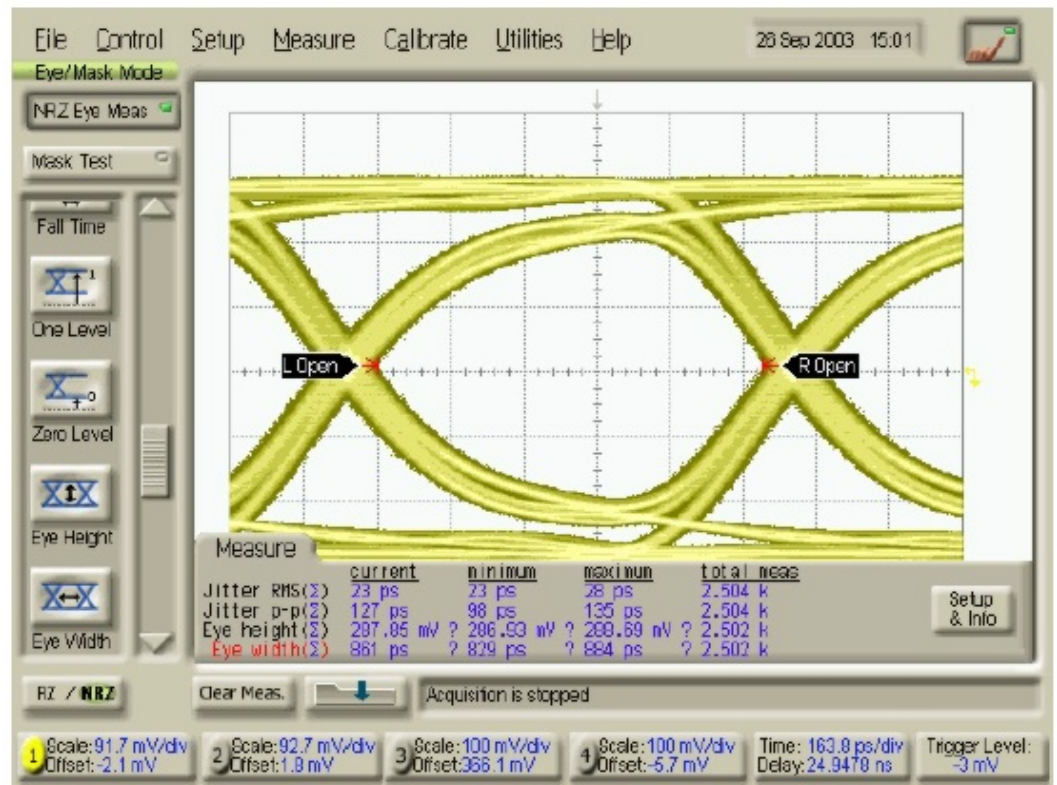 File Control Setup Measure Calibrate Utilities Help 26 Sep 2003 15:01
Eye/Mask Mode
NRZ Eye Meas
Mask Test
Fall Time
1
One Level
0
Zero Level
Eye Height
Eye Width
L Open
R Open
Measure
current minimum maximum total meas
Jitter RMS(Σ) 23 ps 23 ps 28 ps 2.504 k
Jitter p-p(Σ) 127 ps 98 ps 135 ps 2.504 k
Eye height(Σ) 287.85 mV ? 286.93 mV ? 288.69 mV ? 2.502 k
Eye width(Σ) 861 ps ? 829 ps ? 884 ps ? 2.502 k
Setup
& Info
RZ / NRZ
Clear Meas.
Acquisition is stopped
1 Scale:91.7 mV/div
Offset:-2.1 mV
2 Scale:92.7 mV/div
Offset:1.8 mV
3 Scale:100 mV/div
Offset:366.1 mV
4 Scale:100 mV/div
Offset:-5.7 mV
Time: 163.8 ps/div
Delay:24.9478 ns
Trigger Level:
-3 mV